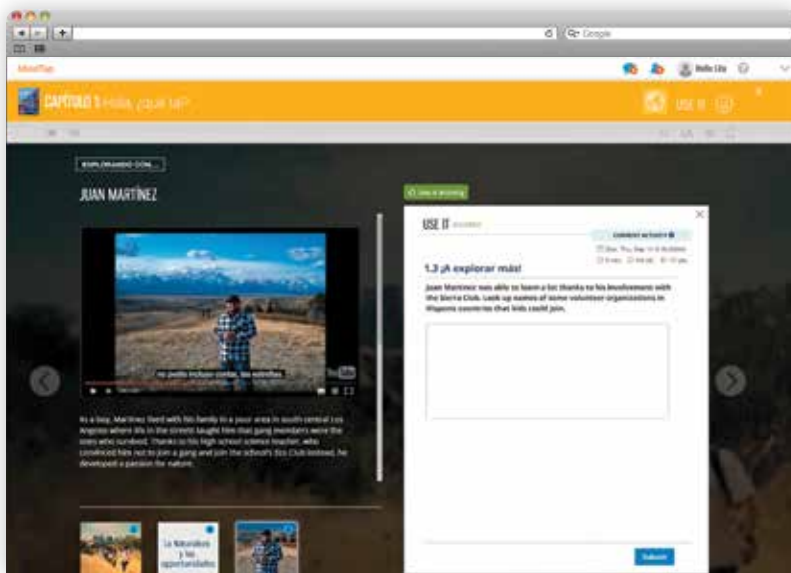 Google
MindTap
Hello Lily
CAPÍTULO 1 Hola, ¿qué tal?
USE IT
EXPLORANDO CON...
JUAN MARTÍNEZ
no podía incluso contar, las estrellas.
YouTube
As a boy, Martínez lived with his family in a poor area in south central Los
Angeles where life in the streets taught him that gang members were the
ones who survived. Thanks to his high school science teacher, who
convinced him not to join a gang and join the school's Eco Club instead, he
developed a passion for nature.
La Naturaleza
y las
oportunidades
USE IT
CURRENT ACTIVITY
1.3 ¡A explorar más!
Juan Martínez was able to learn a lot thanks to his involvement with
the Sierra Club. Look up names of some volunteer organizations in
Hispanic countries that kids could join.
Submit